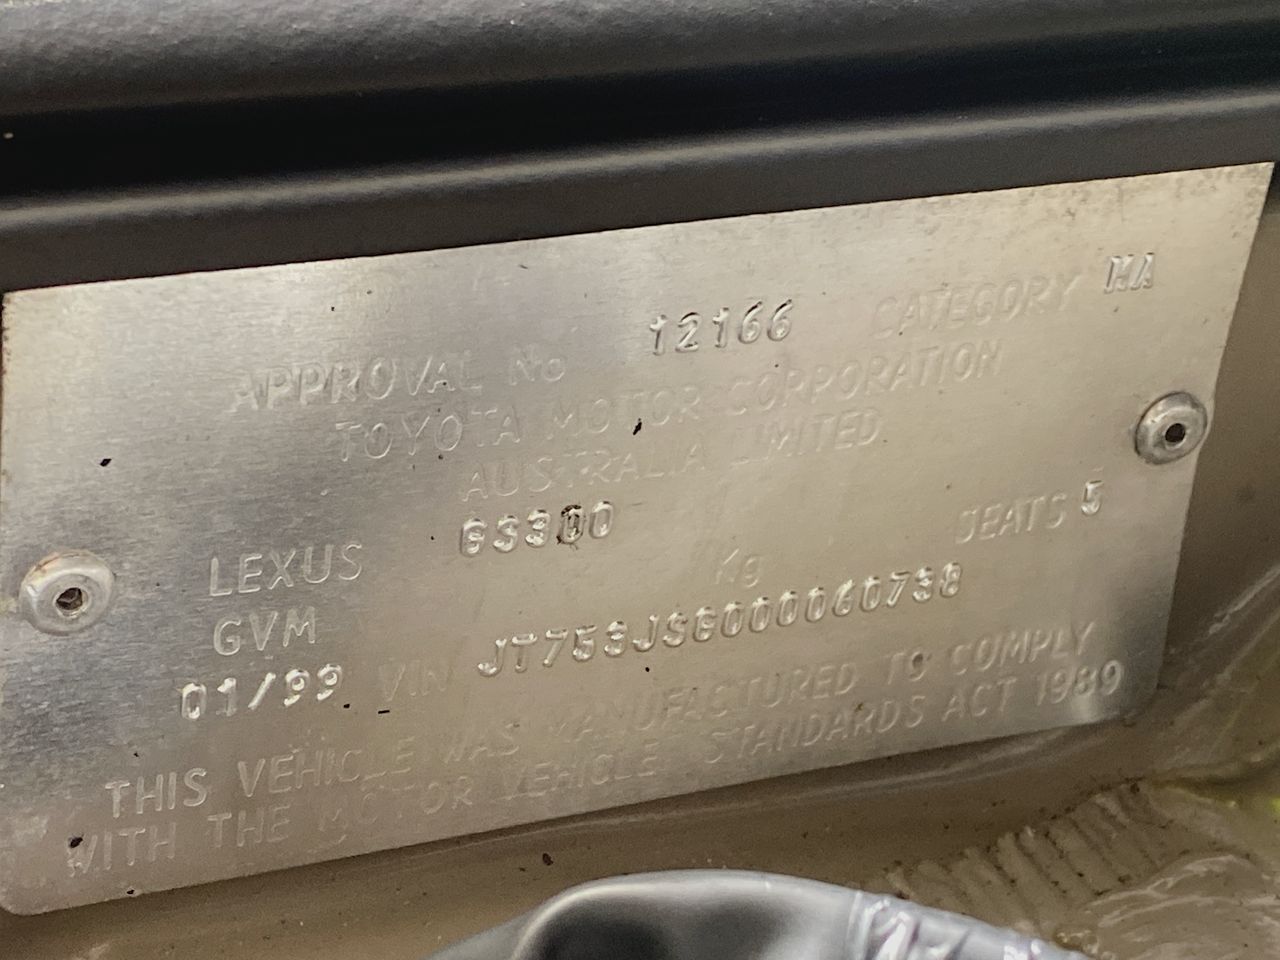 APPROVAL No 12166 CATEGORY MA
TOYOTA MOTOR CORPORATION
AUSTRALIA LIMITED
LEXUS GS300 SEATS 5
GVM Kg
01/99 VIN JT753JS6000060738
THIS VEHICLE WAS MANUFACTURED TO COMPLY
WITH THE MOTOR VEHICLE STANDARDS ACT 1989